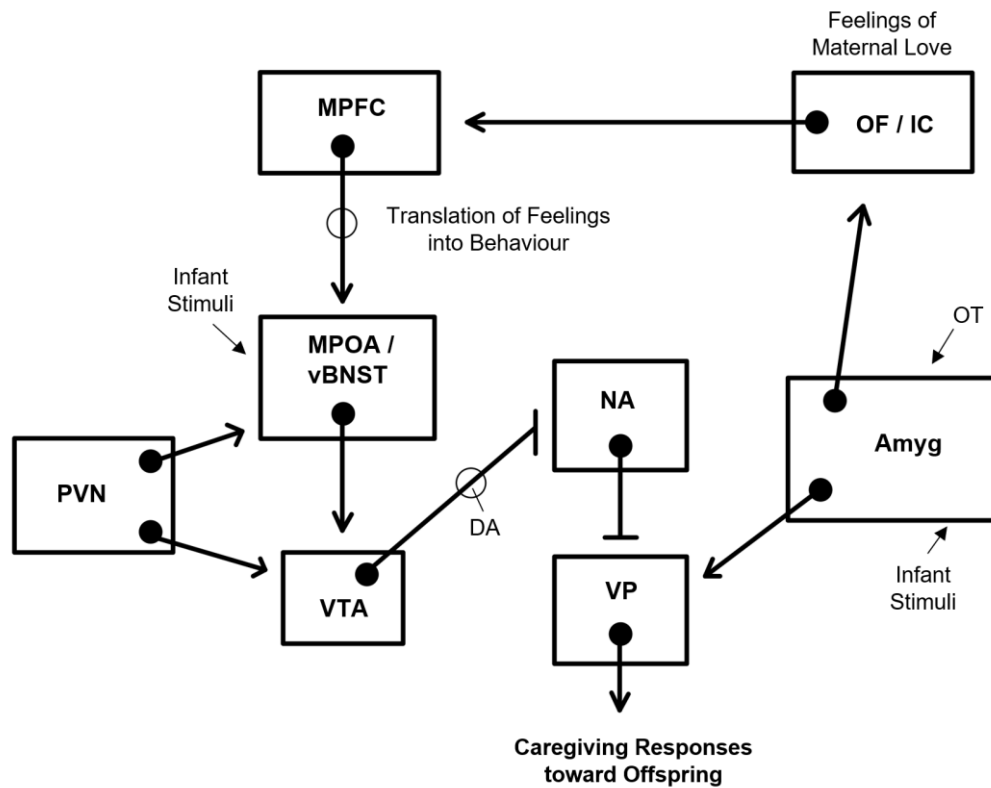 Feelings of
Maternal Love
MPFC
OF / IC
Translation of Feelings
into Behaviour
Infant
Stimuli
OT
MPOA /
vBNST
NA
Amyg
PVN
DA
VTA
VP
Infant
Stimuli
Caregiving Responses
toward Offspring